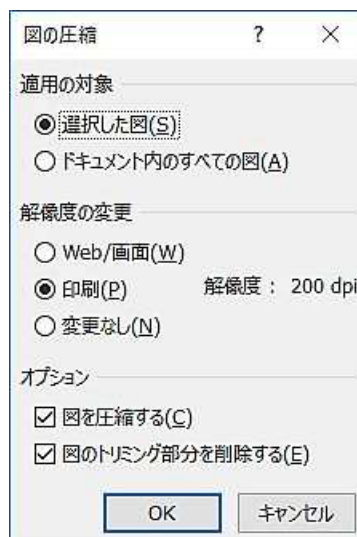 図の圧縮 ?
適用の対象
選択した図(S)
ドキュメント内のすべての図(A)
解像度の変更
Web/画面(W)
印刷(P) 解像度： 200 dpi
変更なし(N)
オプション
図を圧縮する(C)
図のトリミング部分を削除する(E)
OK キャンセル